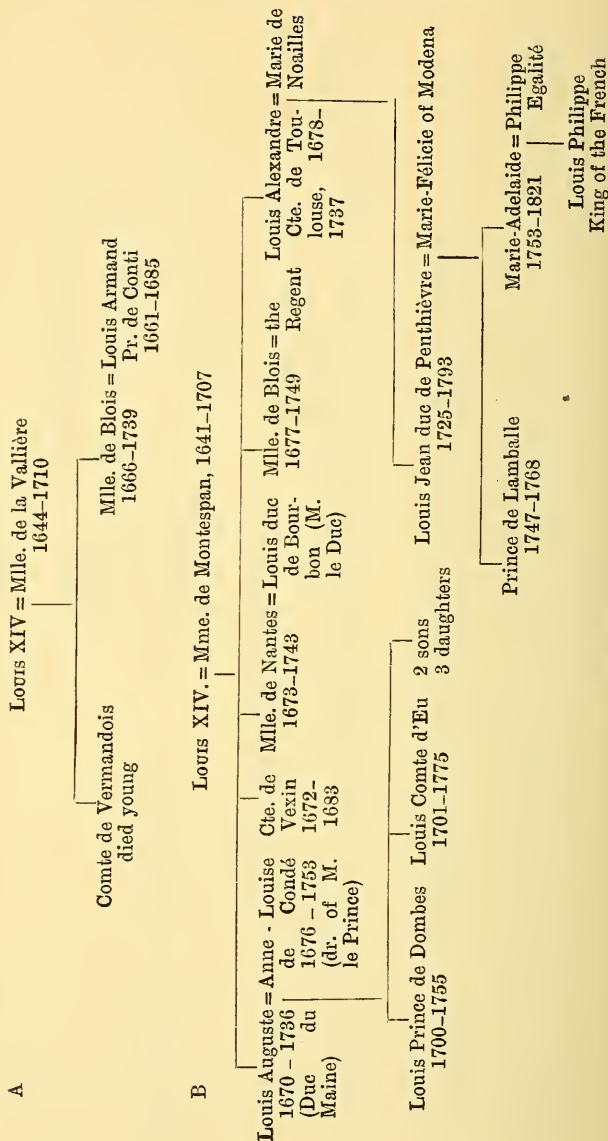 A
Louis XIV = Mlle. de la Vallière
1644–1710
Comte de Vermandois
died young
Mlle. de Blois = Louis Armand
1666–1739 Pr. de Conti
1661–1685
B
Louis XIV. = Mme. de Montespan, 1641–1707
Louis Auguste = Anne - Louise
1670 – 1736 de Condé
(Duc du 1676 – 1753
Maine) (dr. of M.
le Prince)
Cte. de
Vexin
1672–
1683
Mlle. de Nantes = Louis duc
1673–1743 de Bour-
bon (M.
le Duc)
Mlle. de Blois = the
1677–1749 Regent
Louis Alexandre = Marie de
Cte. de Tou- Noailles
louse, 1678–
1737
Louis Prince de Dombes
1700–1755
Louis Comte d'Eu
1701–1775
2 sons
3 daughters
Louis Jean duc de Penthièvre = Marie-Félicie of Modena
1725–1793
Prince de Lamballe
1747–1768
Marie-Adelaide = Philippe
1753–1821 Egalité
Louis Philippe
King of the French